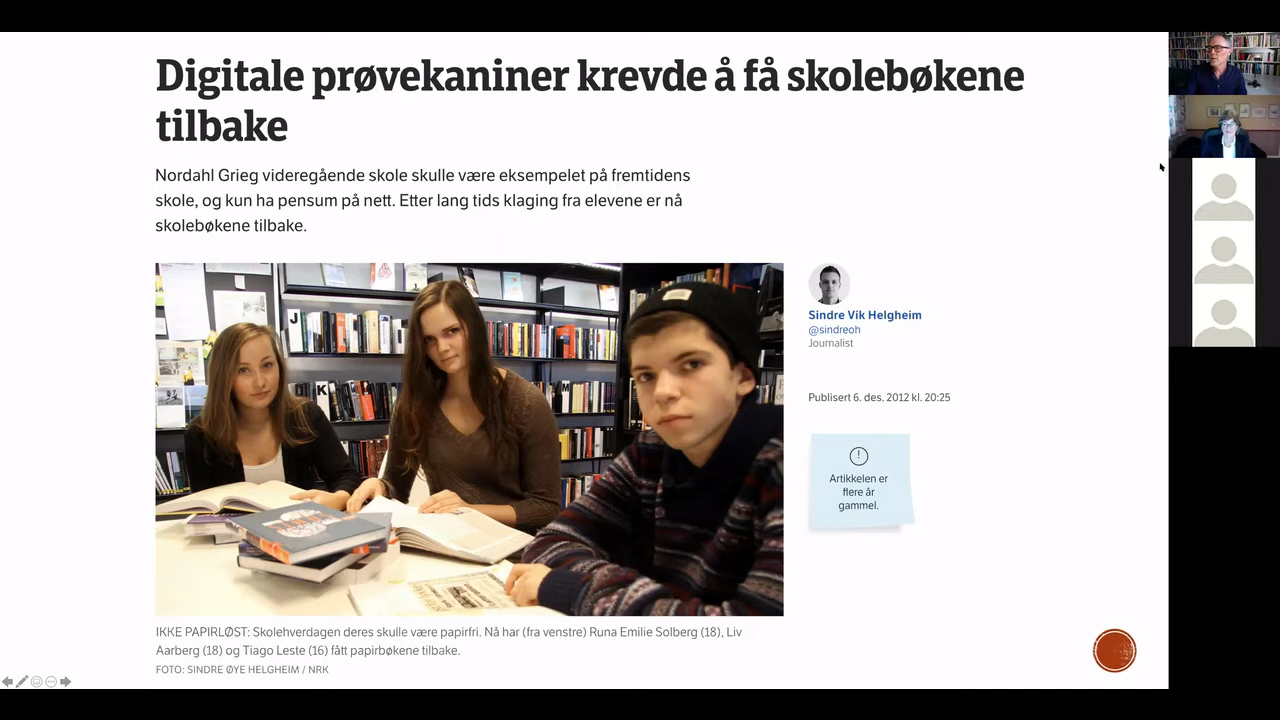 Digitale prøvekaniner krevde å få skolebøkene
tilbake
Nordahl Grieg videregående skole skulle være eksempelet på fremtidens
skole, og kun ha pensum på nett. Etter lang tids klaging fra elevene er nå
skolebøkene tilbake.
J
K
M
Sindre Vik Helgheim
@sindreoh
Journalist
Publisert 6. des. 2012 kl. 20:25
!
Artikkelen er
flere år
gammel.
IKKE PAPIRLØST: Skolehverdagen deres skulle være papirfri. Nå har (fra venstre) Runa Emilie Solberg (18), Liv
Aarberg (18) og Tiago Leste (16) fått papirbøkene tilbake.
FOTO: SINDRE ØYE HELGHEIM / NRK